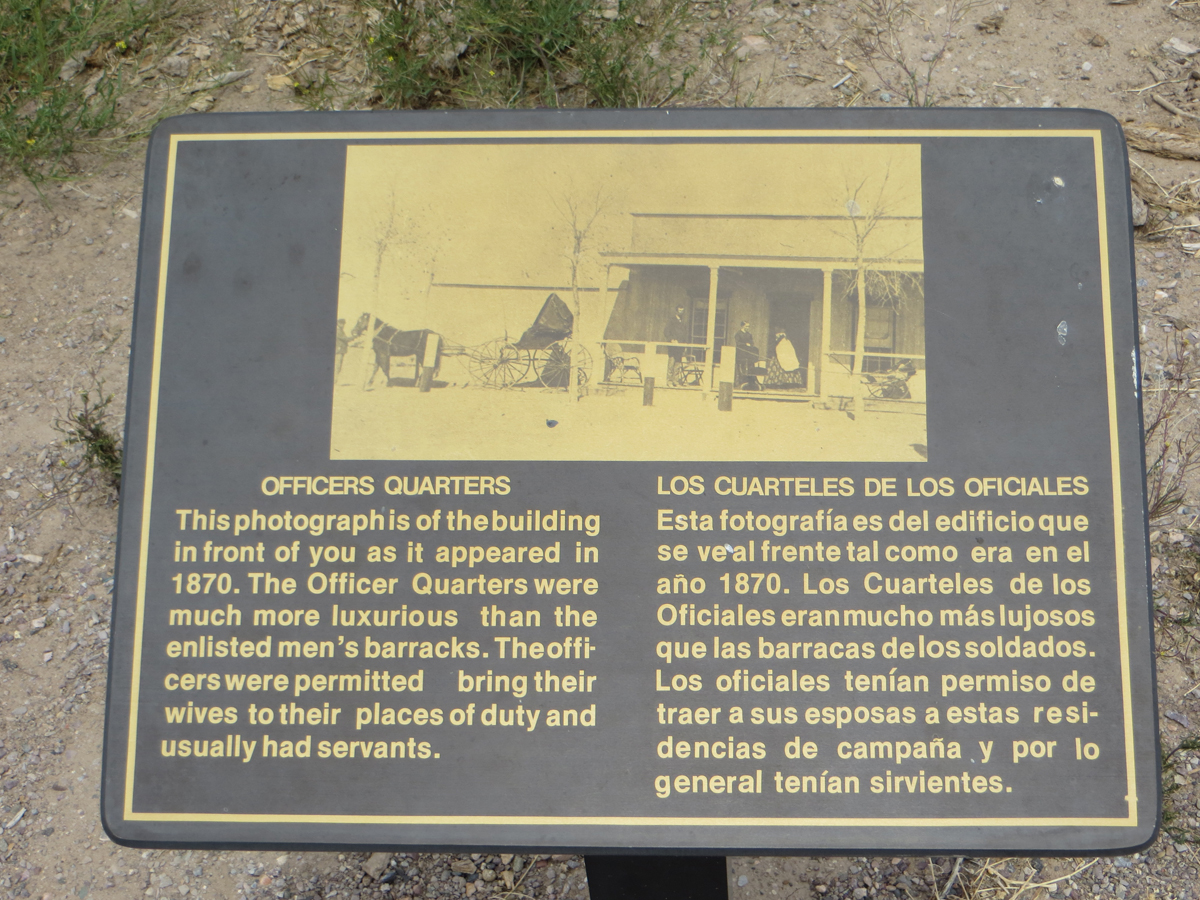 OFFICERS QUARTERS
This photograph is of the building
in front of you as it appeared in
1870. The Officer Quarters were
much more luxurious than the
enlisted men's barracks. The offi-
cers were permitted bring their
wives to their places of duty and
usually had servants.
LOS CUARTELES DE LOS OFICIALES
Esta fotografía es del edificio que
se ve al frente tal como era en el
año 1870. Los Cuarteles de los
Oficiales eran mucho más lujosos
que las barracas de los soldados.
Los oficiales tenían permiso de
traer a sus esposas a estas resi-
dencias de campaña y por lo
general tenían sirvientes.